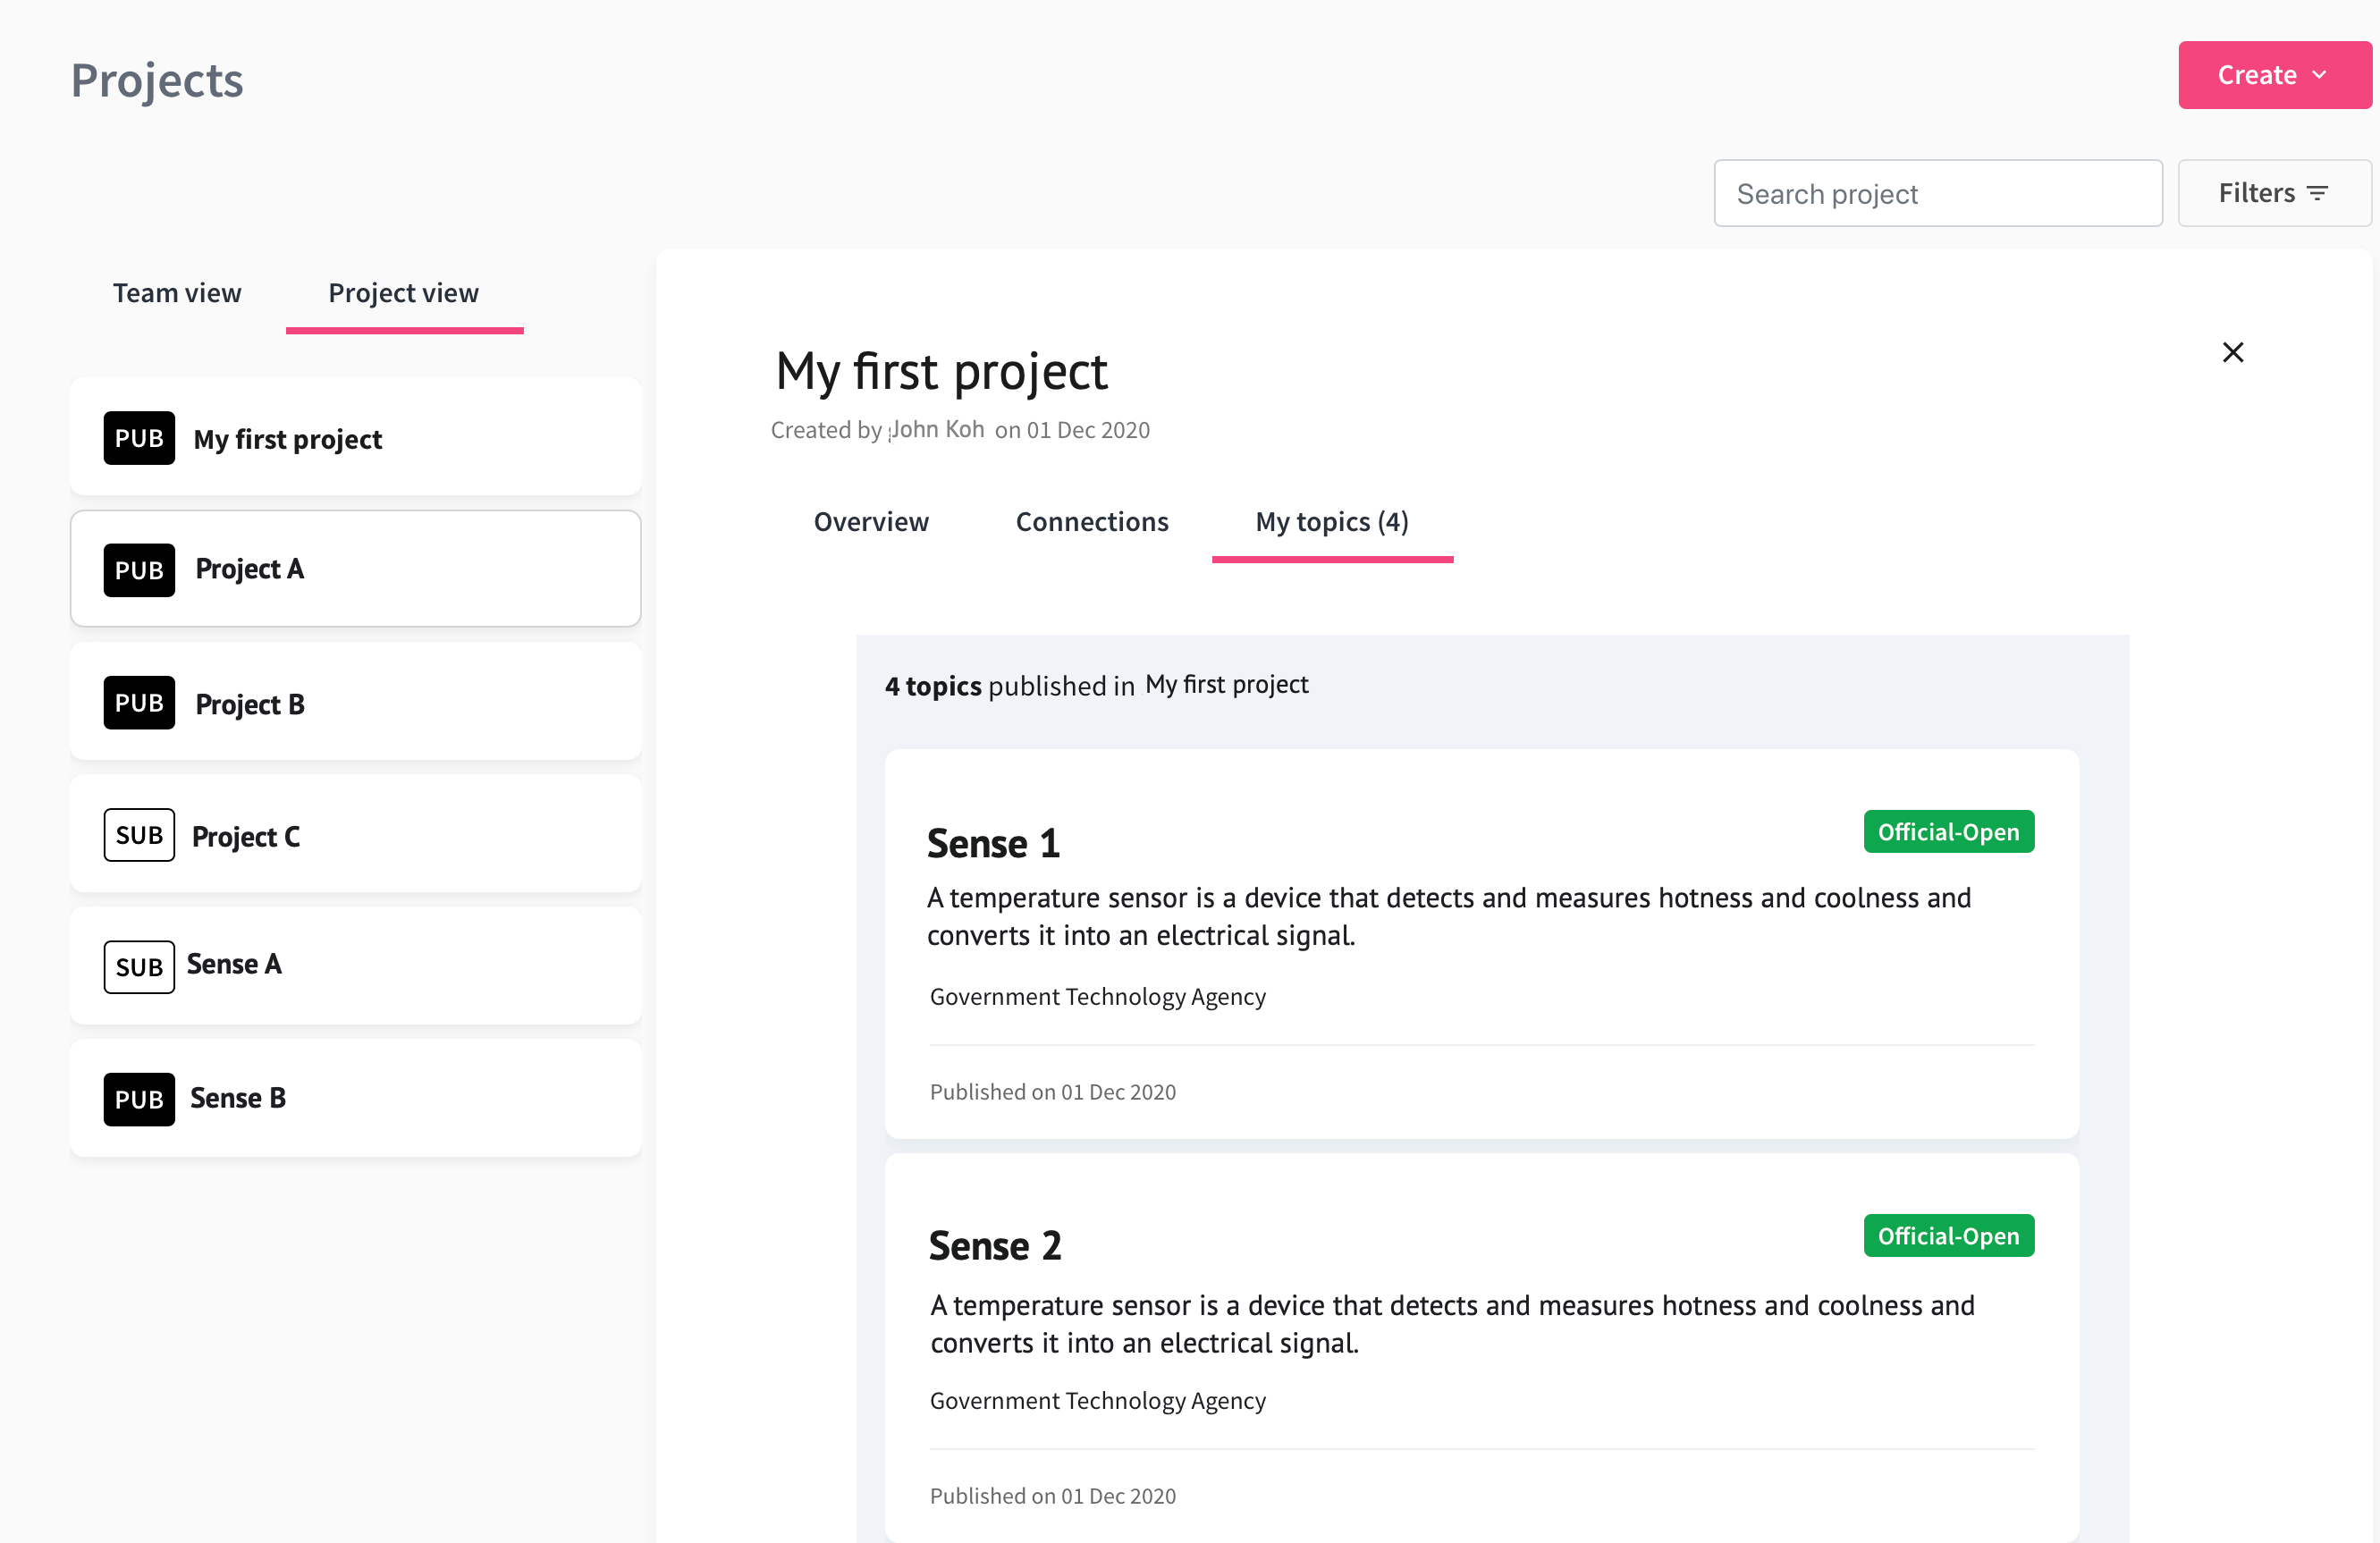 Projects
Create
Search project
Filters
Team view
Project view
PUB My first project
PUB Project A
PUB Project B
SUB Project C
SUB Sense A
PUB Sense B
My first project
Created by John Koh on 01 Dec 2020
Overview
Connections
My topics (4)
4 topics published in My first project
Sense 1
Official-Open
A temperature sensor is a device that detects and measures hotness and coolness and
converts it into an electrical signal.
Government Technology Agency
Published on 01 Dec 2020
Sense 2
Official-Open
A temperature sensor is a device that detects and measures hotness and coolness and
converts it into an electrical signal.
Government Technology Agency
Published on 01 Dec 2020